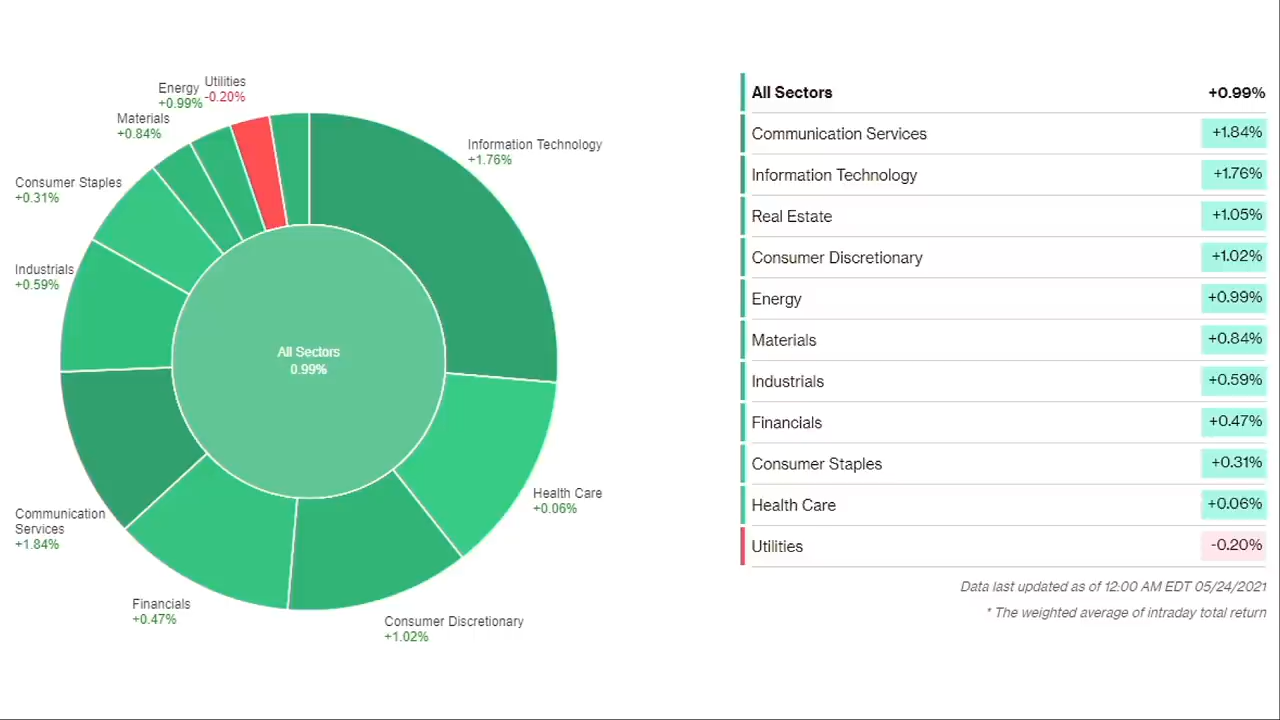 Utilities
-0.20%
Energy
+0.99%
Materials
+0.84%
Information Technology
+1.76%
Consumer Staples
+0.31%
Industrials
+0.59%
All Sectors
0.99%
Health Care
+0.06%
Communication
Services
+1.84%
Financials
+0.47%
Consumer Discretionary
+1.02%
All Sectors +0.99%
Communication Services +1.84%
Information Technology +1.76%
Real Estate +1.05%
Consumer Discretionary +1.02%
Energy +0.99%
Materials +0.84%
Industrials +0.59%
Financials +0.47%
Consumer Staples +0.31%
Health Care +0.06%
Utilities -0.20%
Data last updated as of 12:00 AM EDT 05/24/2021
* The weighted average of intraday total return